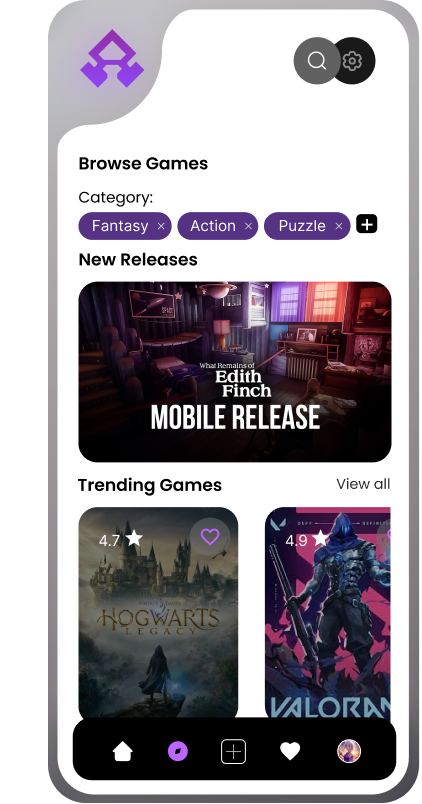 Browse Games
Category:
Fantasy × Action × Puzzle ×
New Releases
What Remains of
Edith
Finch
MOBILE RELEASE
Trending Games View all
4.7 4.9
HOGWARTS
LEGACY
VALORAN